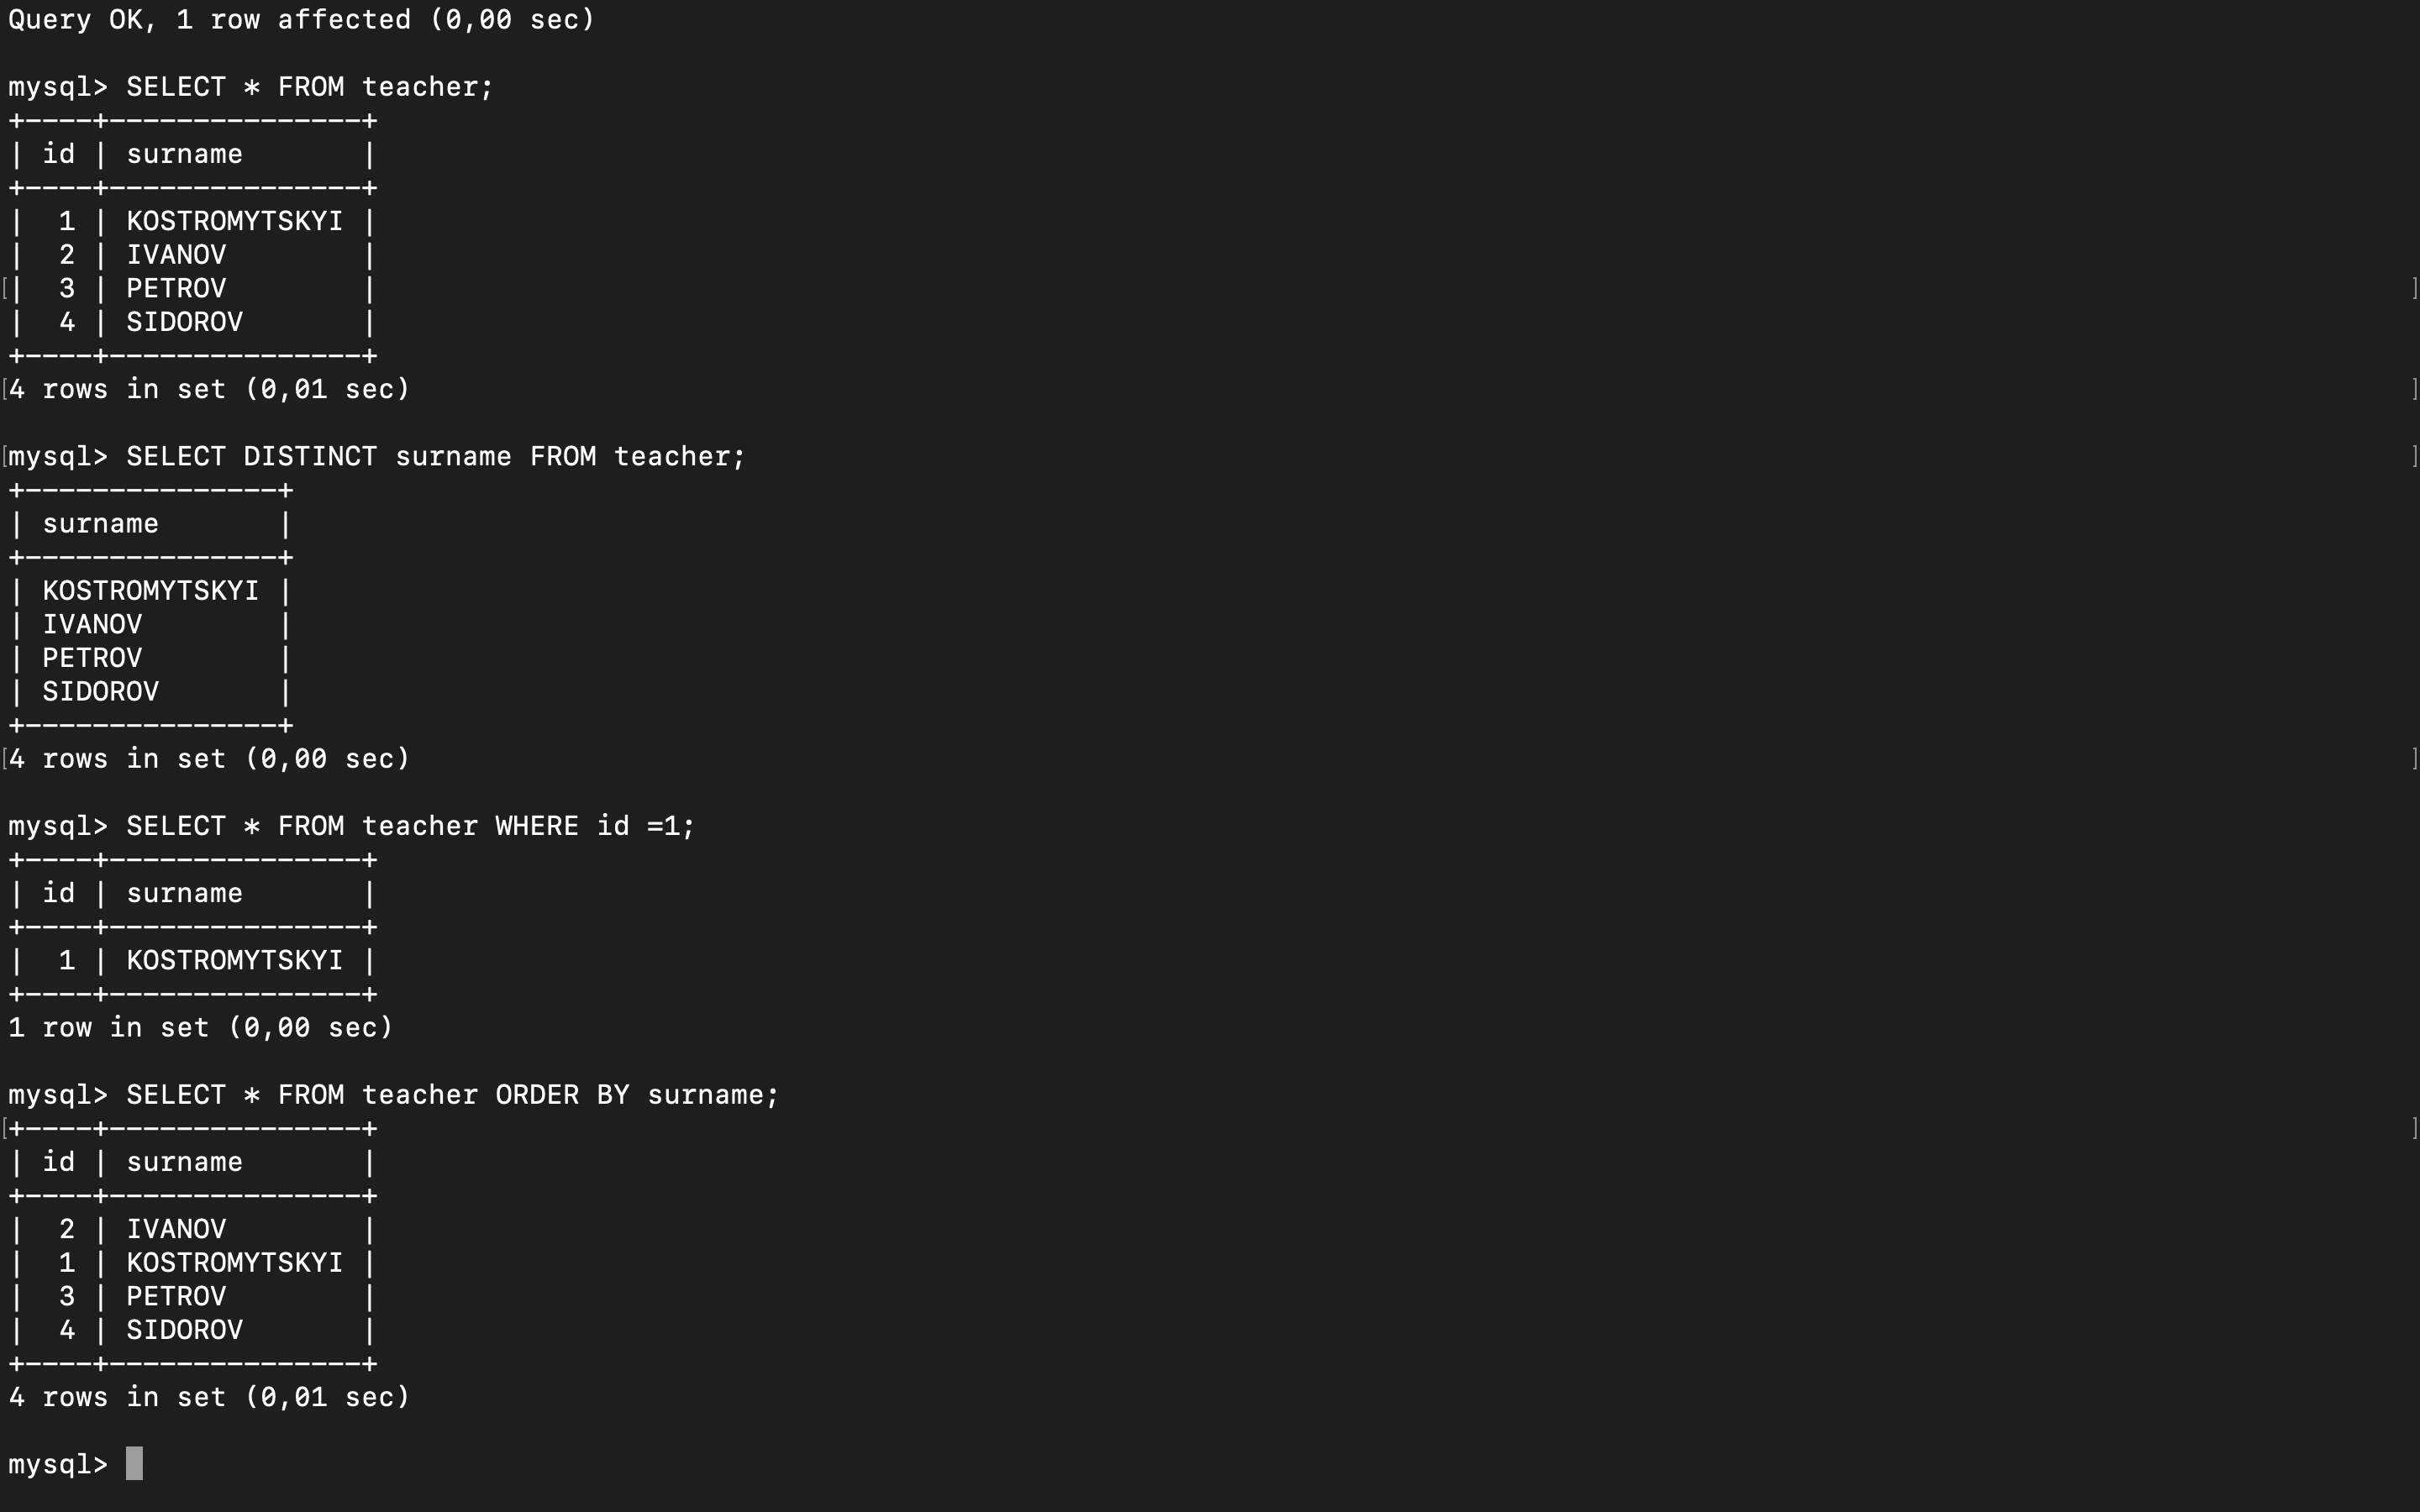 Query OK, 1 row affected (0,00 sec)
mysql> SELECT * FROM teacher;
+----+---------------+
| id | surname       |
+----+---------------+
|  1 | KOSTROMYTSKYI |
|  2 | IVANOV        |
[|  3 | PETROV        | ]
|  4 | SIDOROV       |
+----+---------------+
[4 rows in set (0,01 sec) ]
[mysql> SELECT DISTINCT surname FROM teacher; ]
+---------------+
| surname       |
+---------------+
| KOSTROMYTSKYI |
| IVANOV        |
| PETROV        |
| SIDOROV       |
+---------------+
[4 rows in set (0,00 sec) ]
mysql> SELECT * FROM teacher WHERE id =1;
+----+---------------+
| id | surname       |
+----+---------------+
|  1 | KOSTROMYTSKYI |
+----+---------------+
1 row in set (0,00 sec)
mysql> SELECT * FROM teacher ORDER BY surname;
[+----+---------------+ ]
| id | surname       |
+----+---------------+
|  2 | IVANOV        |
|  1 | KOSTROMYTSKYI |
|  3 | PETROV        |
|  4 | SIDOROV       |
+----+---------------+
4 rows in set (0,01 sec)
mysql>